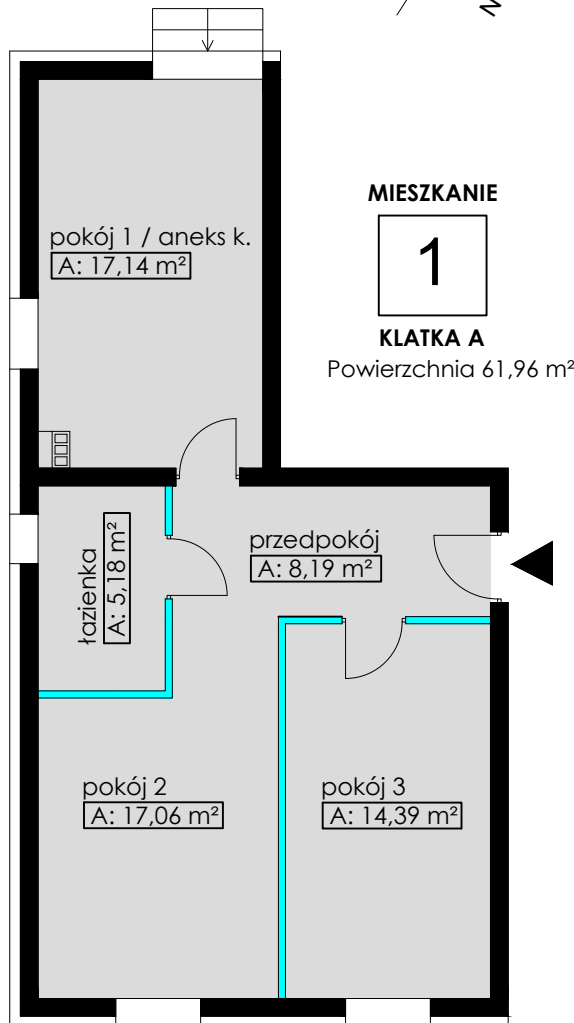 N
MIESZKANIE
1
KLATKA A
Powierzchnia 61,96 m²
pokój 1 / aneks k.
A: 17,14 m²
przedpokój
A: 8,19 m²
łazienka
A: 5,18 m²
pokój 2
A: 17,06 m²
pokój 3
A: 14,39 m²